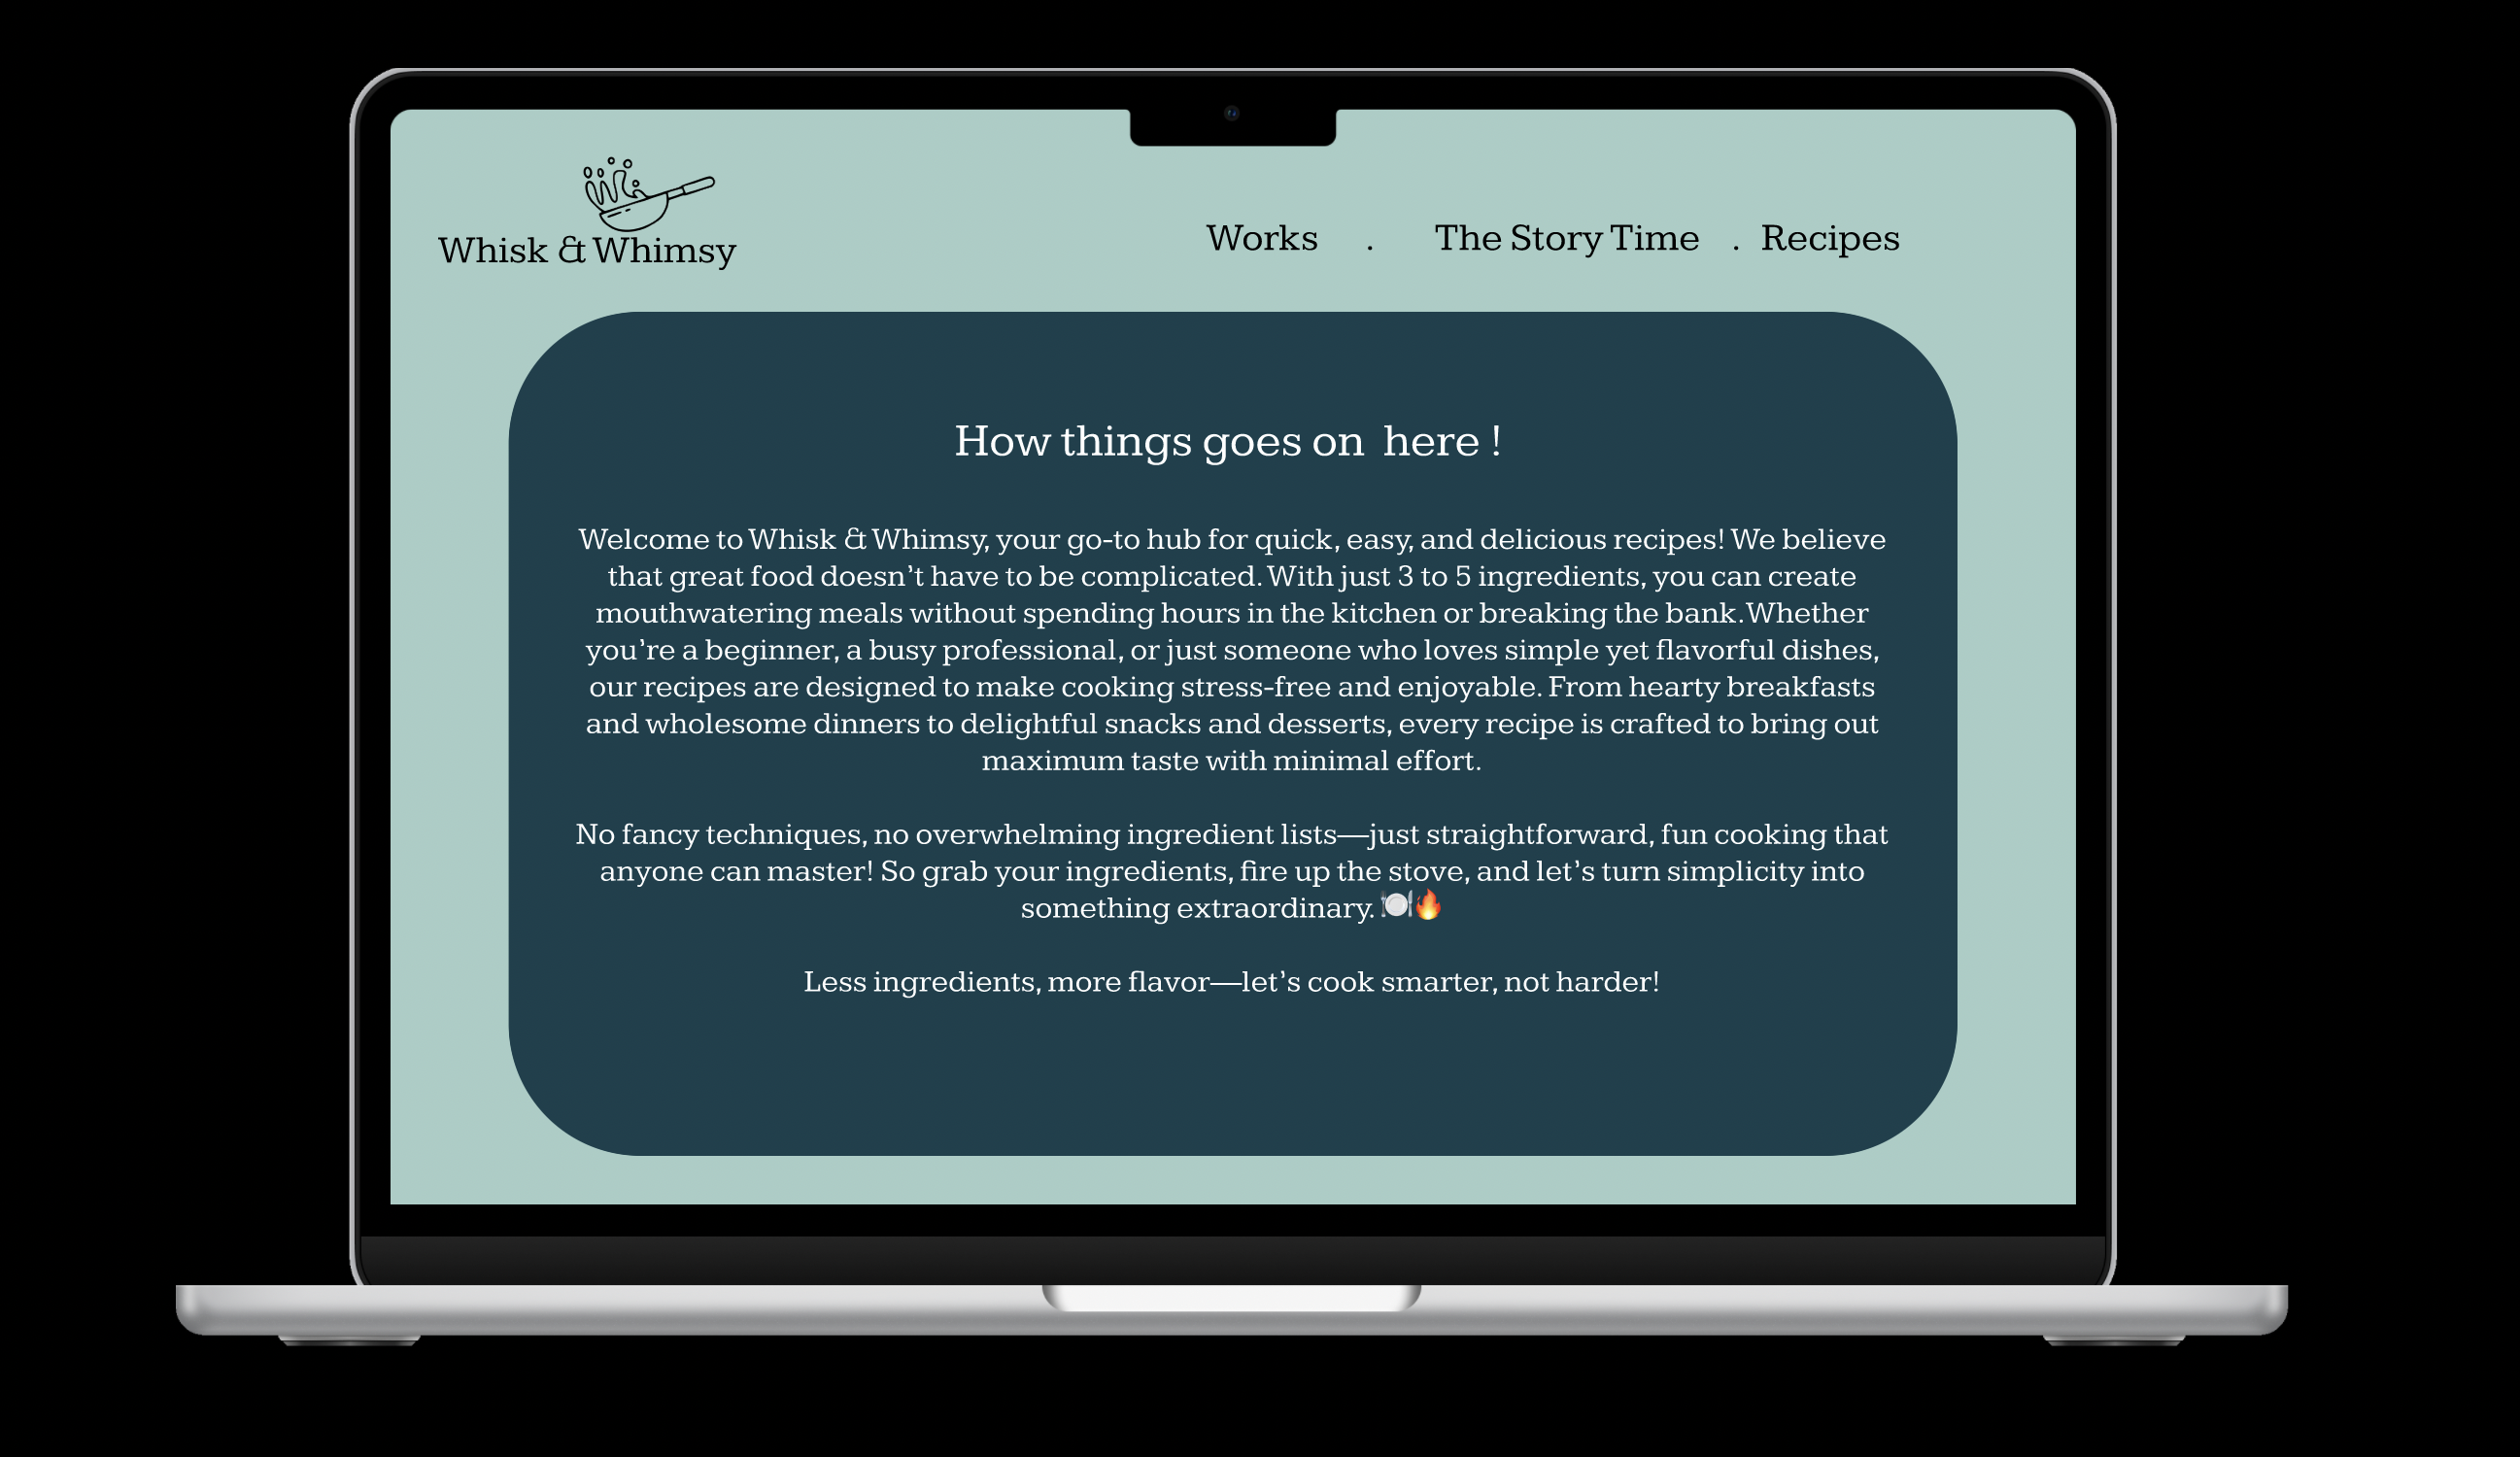 Whisk & Whimsy
Works . The Story Time . Recipes
How things goes on here !
Welcome to Whisk & Whimsy, your go-to hub for quick, easy, and delicious recipes! We believe
that great food doesn’t have to be complicated. With just 3 to 5 ingredients, you can create
mouthwatering meals without spending hours in the kitchen or breaking the bank.Whether
you’re a beginner, a busy professional, or just someone who loves simple yet flavorful dishes,
our recipes are designed to make cooking stress-free and enjoyable. From hearty breakfasts
and wholesome dinners to delightful snacks and desserts, every recipe is crafted to bring out
maximum taste with minimal effort.
No fancy techniques, no overwhelming ingredient lists—just straightforward, fun cooking that
anyone can master! So grab your ingredients, fire up the stove, and let’s turn simplicity into
something extraordinary. 🍽️🔥
Less ingredients, more flavor—let’s cook smarter, not harder!